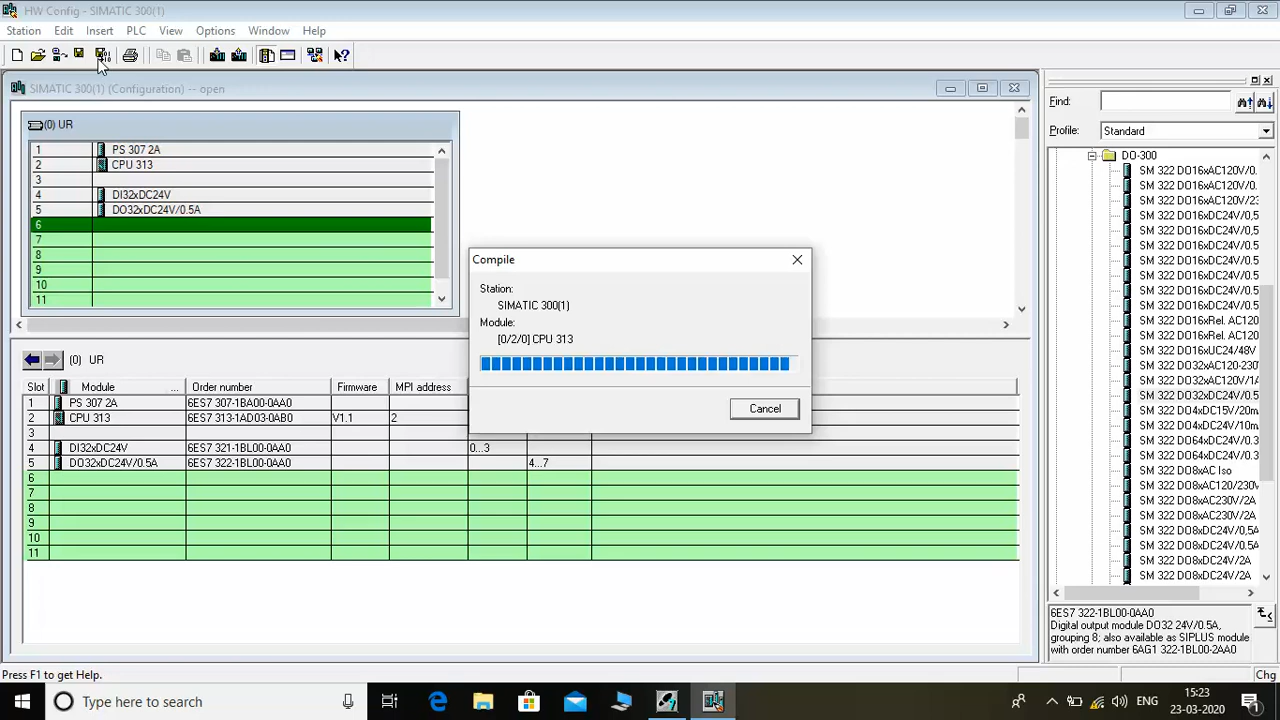 HW Config - SIMATIC 300(1)
Station Edit Insert PLC View Options Window Help
SIMATIC 300(1) (Configuration) -- open
(0) UR
1 PS 307 2A
2 CPU 313
3
4 DI32xDC24V
5 DO32xDC24V/0.5A
6
7
8
9
10
11
Compile
Station:
SIMATIC 300(1)
Module:
[0/2/0] CPU 313
Cancel
(0) UR
Slot Module ... Order number Firmware MPI address
1 PS 307 2A 6ES7 307-1BA00-0AA0
2 CPU 313 6ES7 313-1AD03-0AB0 V1.1 2
3
4 DI32xDC24V 6ES7 321-1BL00-0AA0 0...3
5 DO32xDC24V/0.5A 6ES7 322-1BL00-0AA0 4...7
6
7
8
9
10
11
Find:
Profile: Standard
DO-300
SM 322 DO16xAC120V/0.
SM 322 DO16xAC120V/0.
SM 322 DO16xAC120V/23
SM 322 DO16xDC24V/0,5
SM 322 DO16xDC24V/0.5
SM 322 DO16xDC24V/0.5
SM 322 DO16xDC24V/0.5
SM 322 DO16xDC24V/0.5
SM 322 DO16xDC24V/0.5
SM 322 DO16xDC24V/0.5
SM 322 DO16xRel. AC120
SM 322 DO16xRel. AC120
SM 322 DO16xUC24/48V
SM 322 DO32xAC120-230
SM 322 DO32xAC120V/1A
SM 322 DO32xDC24V/0.5
SM 322 DO4xDC15V/20m
SM 322 DO4xDC24V/10m
SM 322 DO64xDC24V/0.3
SM 322 DO64xDC24V/0.3
SM 322 DO8xAC Iso
SM 322 DO8xAC120/230V
SM 322 DO8xAC230V/2A
SM 322 DO8xAC230V/2A
SM 322 DO8xDC24V/0,5A
SM 322 DO8xDC24V/0.5A
SM 322 DO8xDC24V/2A
SM 322 DO8xDC24V/2A
6ES7 322-1BL00-0AA0
Digital output module DO32 24V/0.5A,
grouping 8; also available as SIPLUS module
with order number 6AG1 322-1BL00-2AA0
Press F1 to get Help.
Chg
Type here to search
ENG
15:23
23-03-2020
1